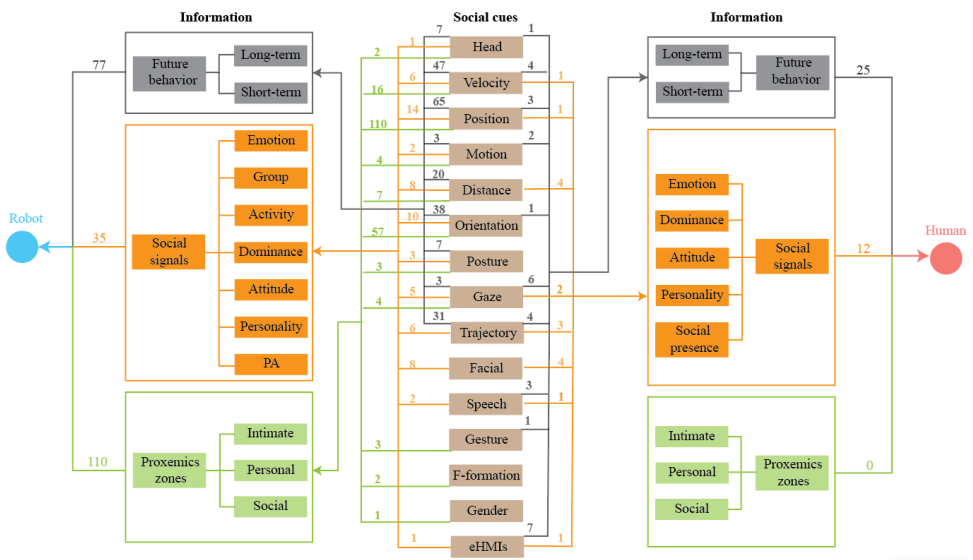 Information
Social cues
Information
77
Future
behavior
Long-term
Short-term
35
Social
signals
Emotion
Group
Activity
Dominance
Attitude
Personality
PA
110
Proxemics
zones
Intimate
Personal
Social
Robot
2
1
7
Head
1
16
6
47
Velocity
4
1
110
14
65
Position
3
1
4
2
3
Motion
2
7
8
20
Distance
4
57
10
38
Orientation
1
3
3
7
Posture
4
5
3
Gaze
6
2
6
31
Trajectory
4
3
8
Facial
4
2
Speech
3
1
3
Gesture
1
2
F-formation
1
Gender
1
eHMIs
7
1
Long-term
Short-term
Future
behavior
25
Emotion
Dominance
Attitude
Personality
Social
presence
Social
signals
12
Intimate
Personal
Social
Proxemics
zones
0
Human